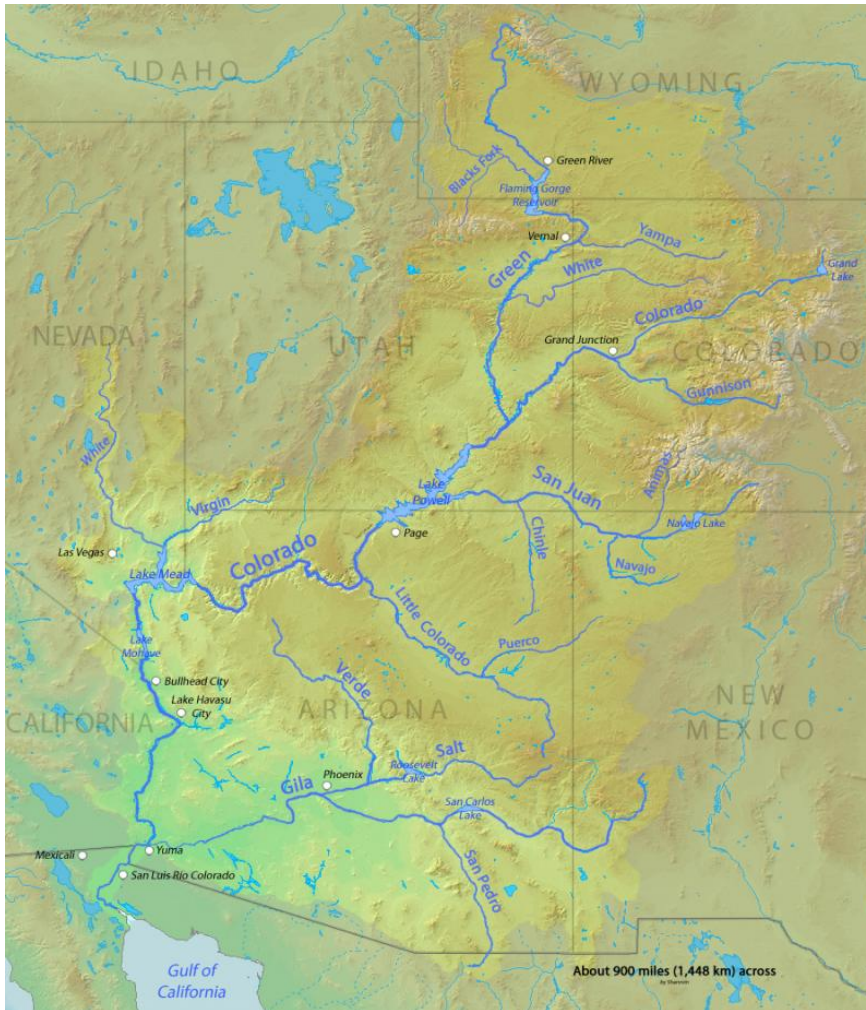 IDAHO
WYOMING
Green River
Blacks Fork
Flaming Gorge
Reservoir
Vernal
Yampa
Green
White
Grand
Lake
Colorado
NEVADA
UTAH
Grand Junction
COLORADO
Gunnison
White
Virgin
Lake
Powell
San Juan
Animas
Navajo Lake
Page
Chinle
Navajo
Las Vegas
Lake Mead
Colorado
Little Colorado
Puerco
Lake
Mohave
Bullhead City
Lake Havasu
City
Verde
ARIZONA
CALIFORNIA
NEW
MEXICO
Salt
Roosevelt
Lake
Phoenix
Gila
San Carlos
Lake
Mexicali
Yuma
San Luis Río Colorado
San Pedro
Gulf of
California
About 900 miles (1,448 km) across
by Shannon